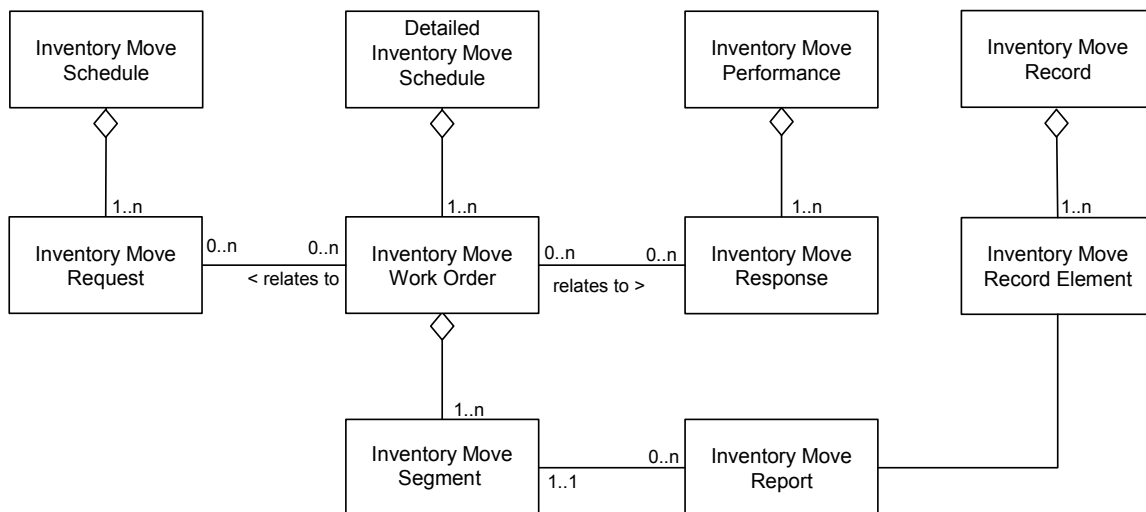 Inventory Move
Schedule
Detailed
Inventory Move
Schedule
Inventory Move
Performance
Inventory Move
Record
1..n
1..n
1..n
1..n
Inventory Move
Request
0..n
0..n
< relates to
Inventory Move
Work Order
0..n
0..n
relates to >
Inventory Move
Response
Inventory Move
Record Element
1..n
Inventory Move
Segment
1..1
0..n
Inventory Move
Report